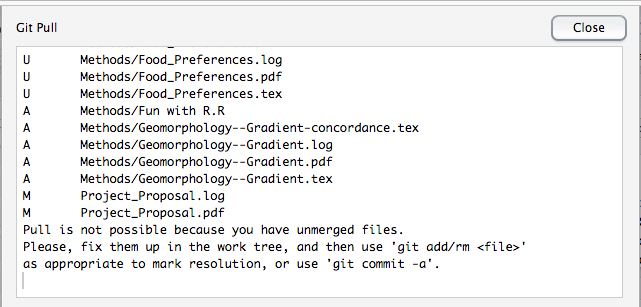 Git Pull
Close
U Methods/Food_Preferences.log
U Methods/Food_Preferences.pdf
U Methods/Food_Preferences.tex
A Methods/Fun with R.R
A Methods/Geomorphology--Gradient-concordance.tex
A Methods/Geomorphology--Gradient.log
A Methods/Geomorphology--Gradient.pdf
A Methods/Geomorphology--Gradient.tex
M Project_Proposal.log
M Project_Proposal.pdf
Pull is not possible because you have unmerged files.
Please, fix them up in the work tree, and then use 'git add/rm <file>'
as appropriate to mark resolution, or use 'git commit -a'.